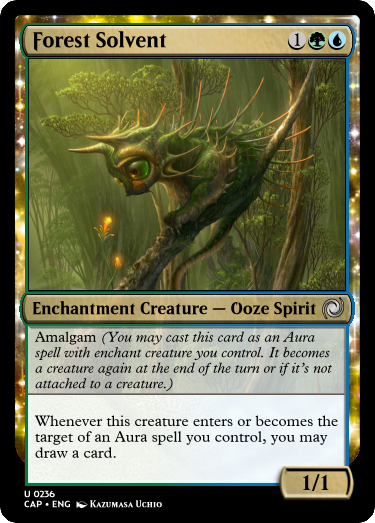 Forest Solvent 1
Enchantment Creature — Ooze Spirit
Amalgam (You may cast this card as an Aura
spell with enchant creature you control. It becomes
a creature again at the end of the turn or if it's not
attached to a creature.)
Whenever this creature enters or becomes the
target of an Aura spell you control, you may
draw a card.
1/1
U 0236
CAP • ENG Kazumasa Uchio